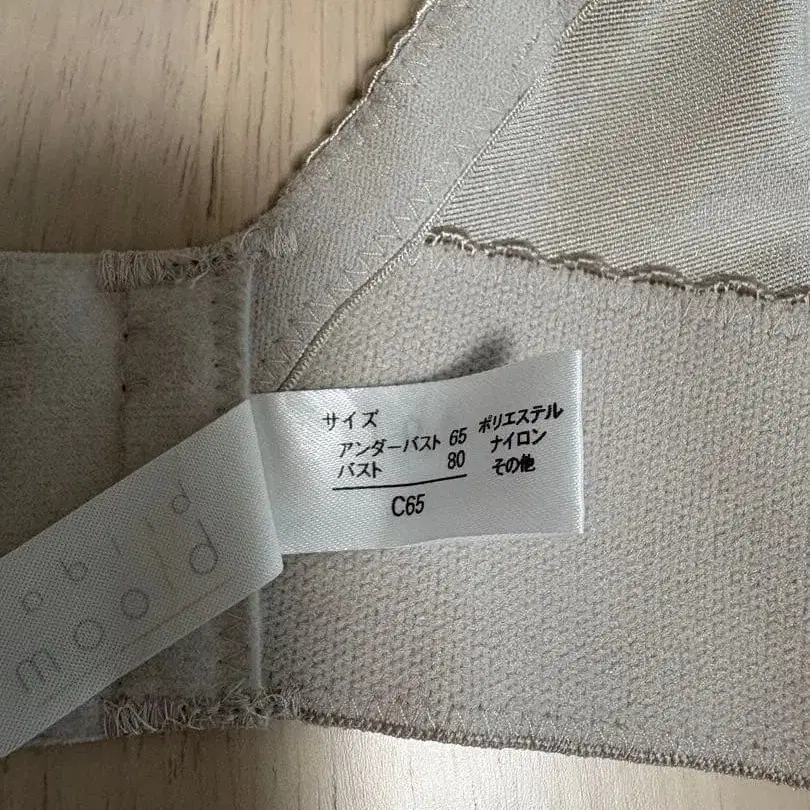 サイズ
アンダーバスト 65
バスト 80
C65
ポリエステル
ナイロン
その他